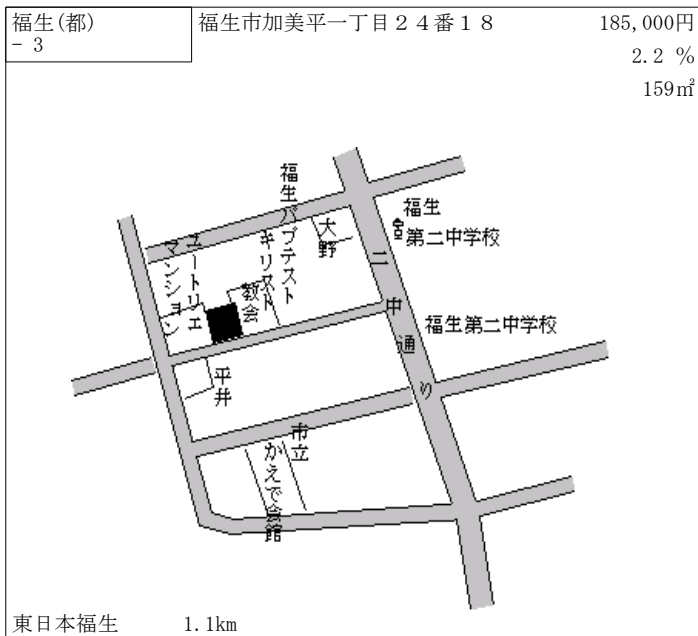 福生(都)
- 3
福生市加美平一丁目２４番１８
185,000円
2.2 %
159㎡
福生バプテスト
キリスト
教会
大野
福生
第二中学校
ユートリエ
マンション
二中通り
福生第二中学校
平井
市立
かえで会館
東日本福生
1.1km